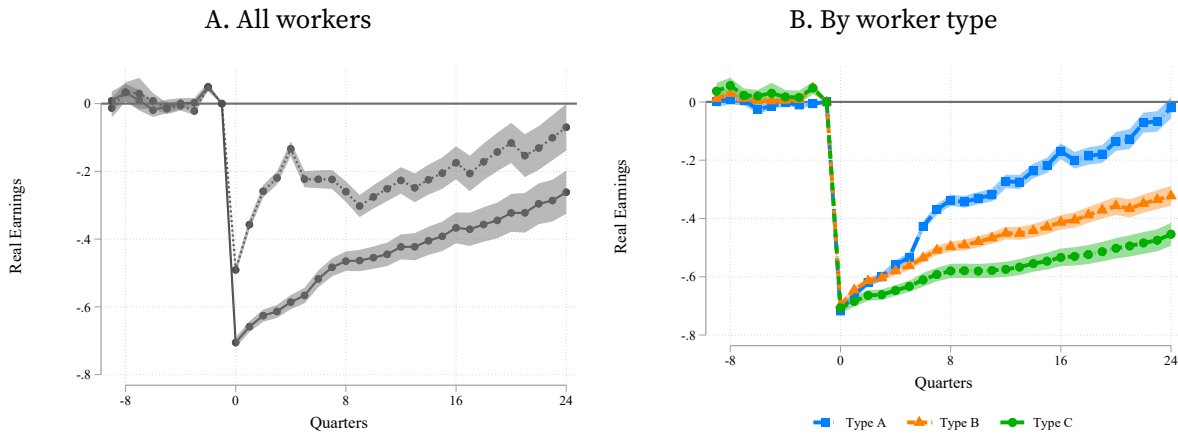 A. All workers
0
-.2
-.4
-.6
-.8
Real Earnings
-8 0 8 16 24
Quarters
B. By worker type
0
-.2
-.4
-.6
-.8
Real Earnings
-8 0 8 16 24
Quarters
Type A Type B Type C